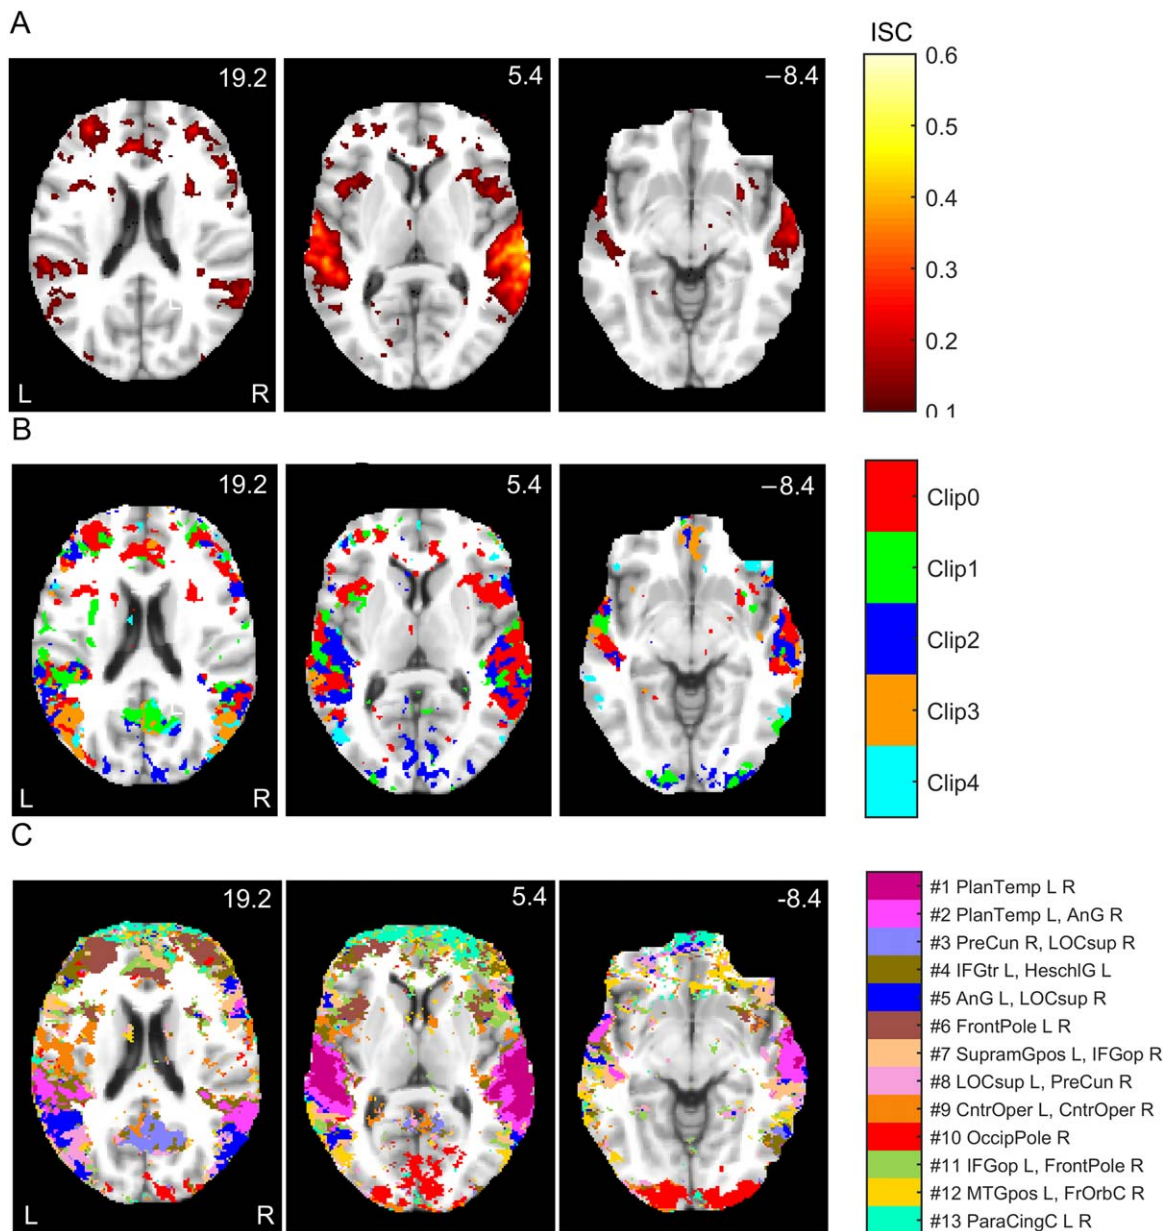 A
ISC
19.2
5.4
−8.4
0.6
0.5
0.4
0.3
0.2
0.1
L
R
B
19.2
5.4
−8.4
Clip0
Clip1
Clip2
Clip3
Clip4
L
R
C
19.2
5.4
-8.4
#1 PlanTemp L R
#2 PlanTemp L, AnG R
#3 PreCun R, LOCsup R
#4 IFGtr L, HeschlG L
#5 AnG L, LOCsup R
#6 FrontPole L R
#7 SupramGpos L, IFGop R
#8 LOCsup L, PreCun R
#9 CntrOper L, CntrOper R
#10 OccipPole R
#11 IFGop L, FrontPole R
#12 MTGpos L, FrOrbC R
#13 ParaCingC L R
L
R